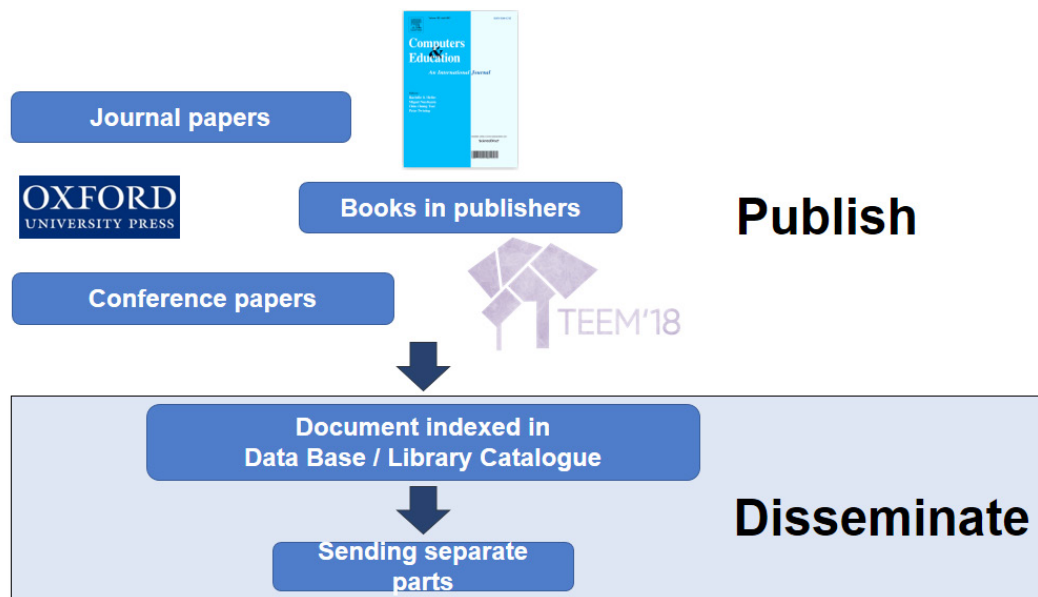 Computers
&
Education
An International Journal
Journal papers
OXFORD
UNIVERSITY PRESS
Books in publishers
Publish
Conference papers
TEEM'18
Document indexed in
Data Base / Library Catalogue
Disseminate
Sending separate
parts